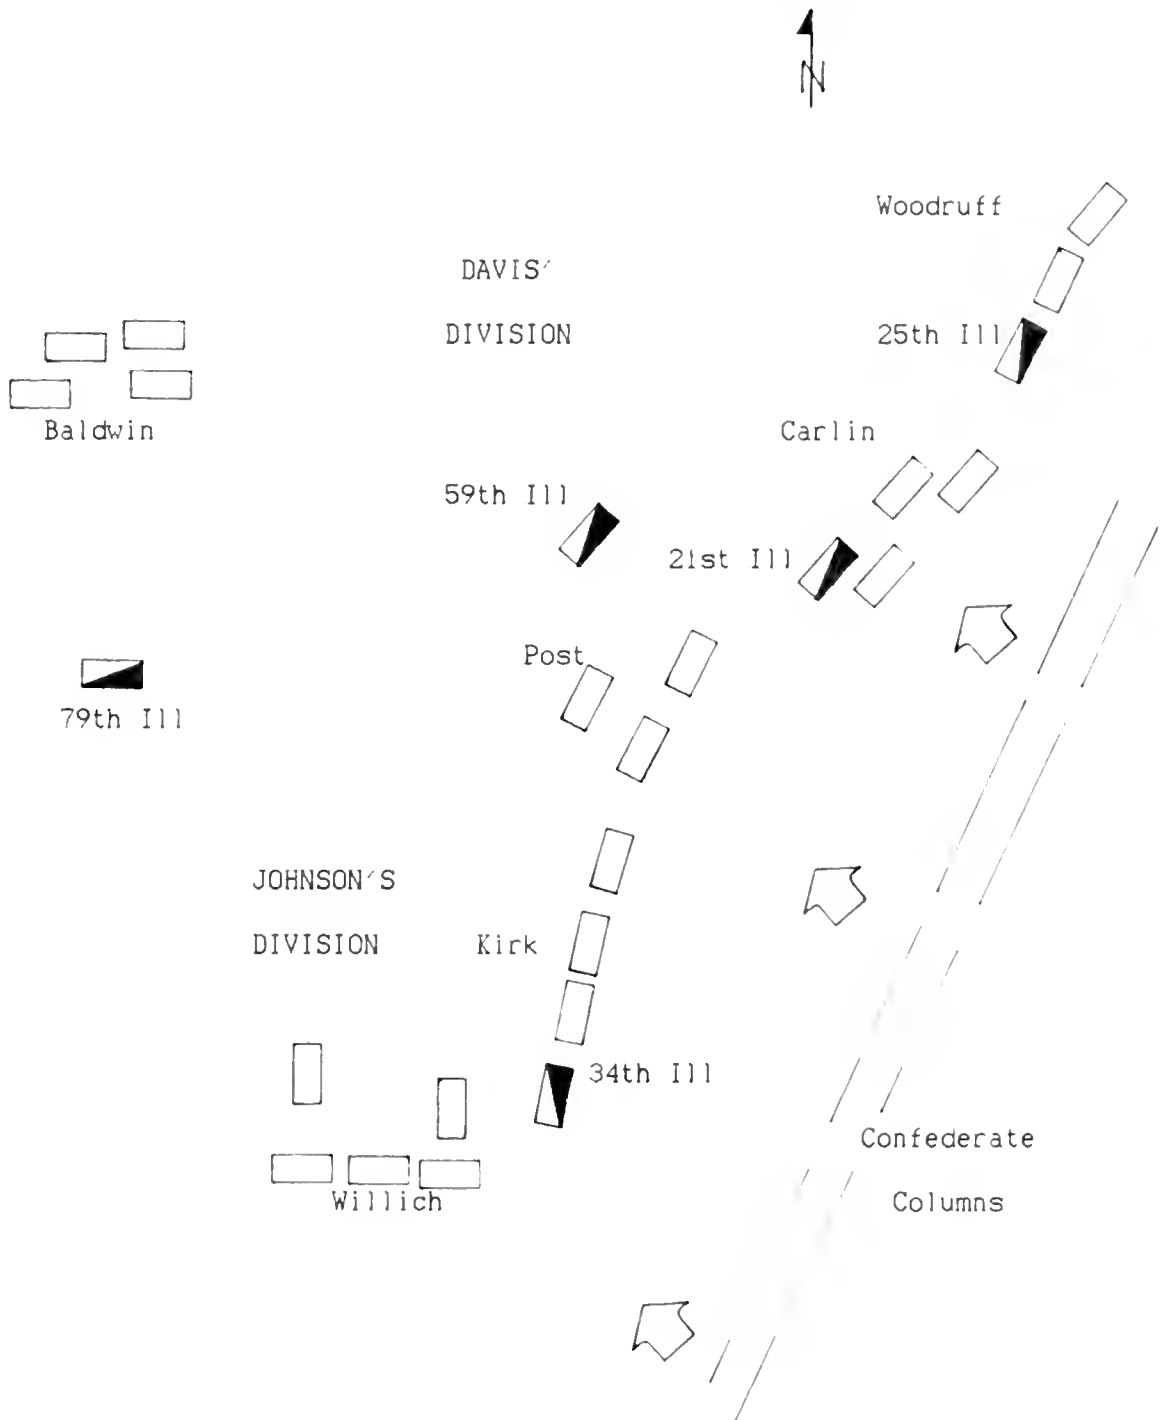 N
Woodruff
DAVIS'
DIVISION
25th Ill
Baldwin
Carlin
59th Ill
21st Ill
Post
79th Ill
JOHNSON'S
DIVISION
Kirk
34th Ill
Confederate
Columns
Willich